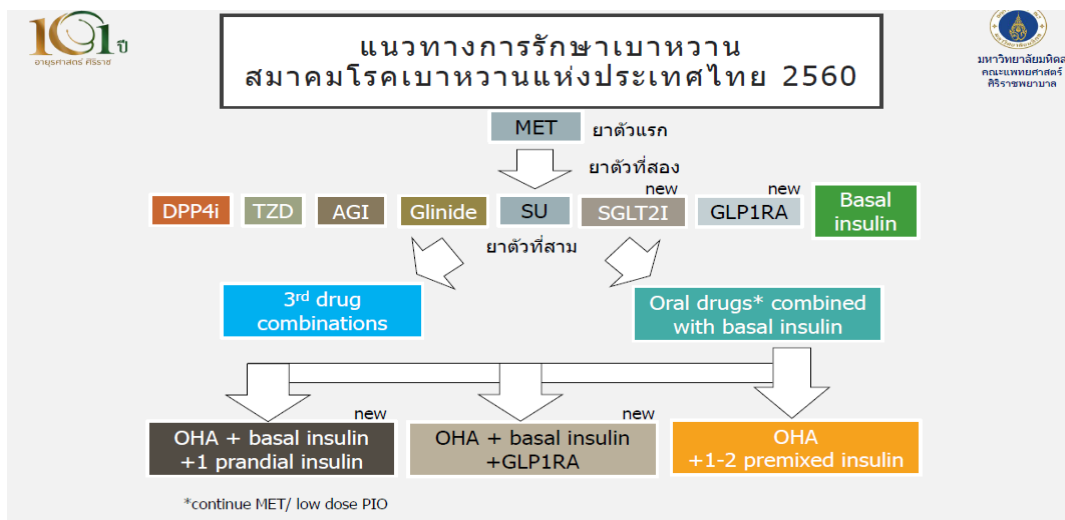 101 ปี
อายุรศาสตร์ ศิริราช
แนวทางการรักษาเบาหวาน
สมาคมโรคเบาหวานแห่งประเทศไทย 2560
มหาวิทยาลัยมหิดล
คณะแพทยศาสตร์
ศิริราชพยาบาล
MET ยาตัวแรก
ยาตัวที่สอง
new
new
DPP4i TZD AGI Glinide SU SGLT2I GLP1RA Basal
insulin
ยาตัวที่สาม
3rd drug
combinations
Oral drugs* combined
with basal insulin
new
OHA + basal insulin
+1 prandial insulin
new
OHA + basal insulin
+GLP1RA
OHA
+1-2 premixed insulin
*continue MET/ low dose PIO